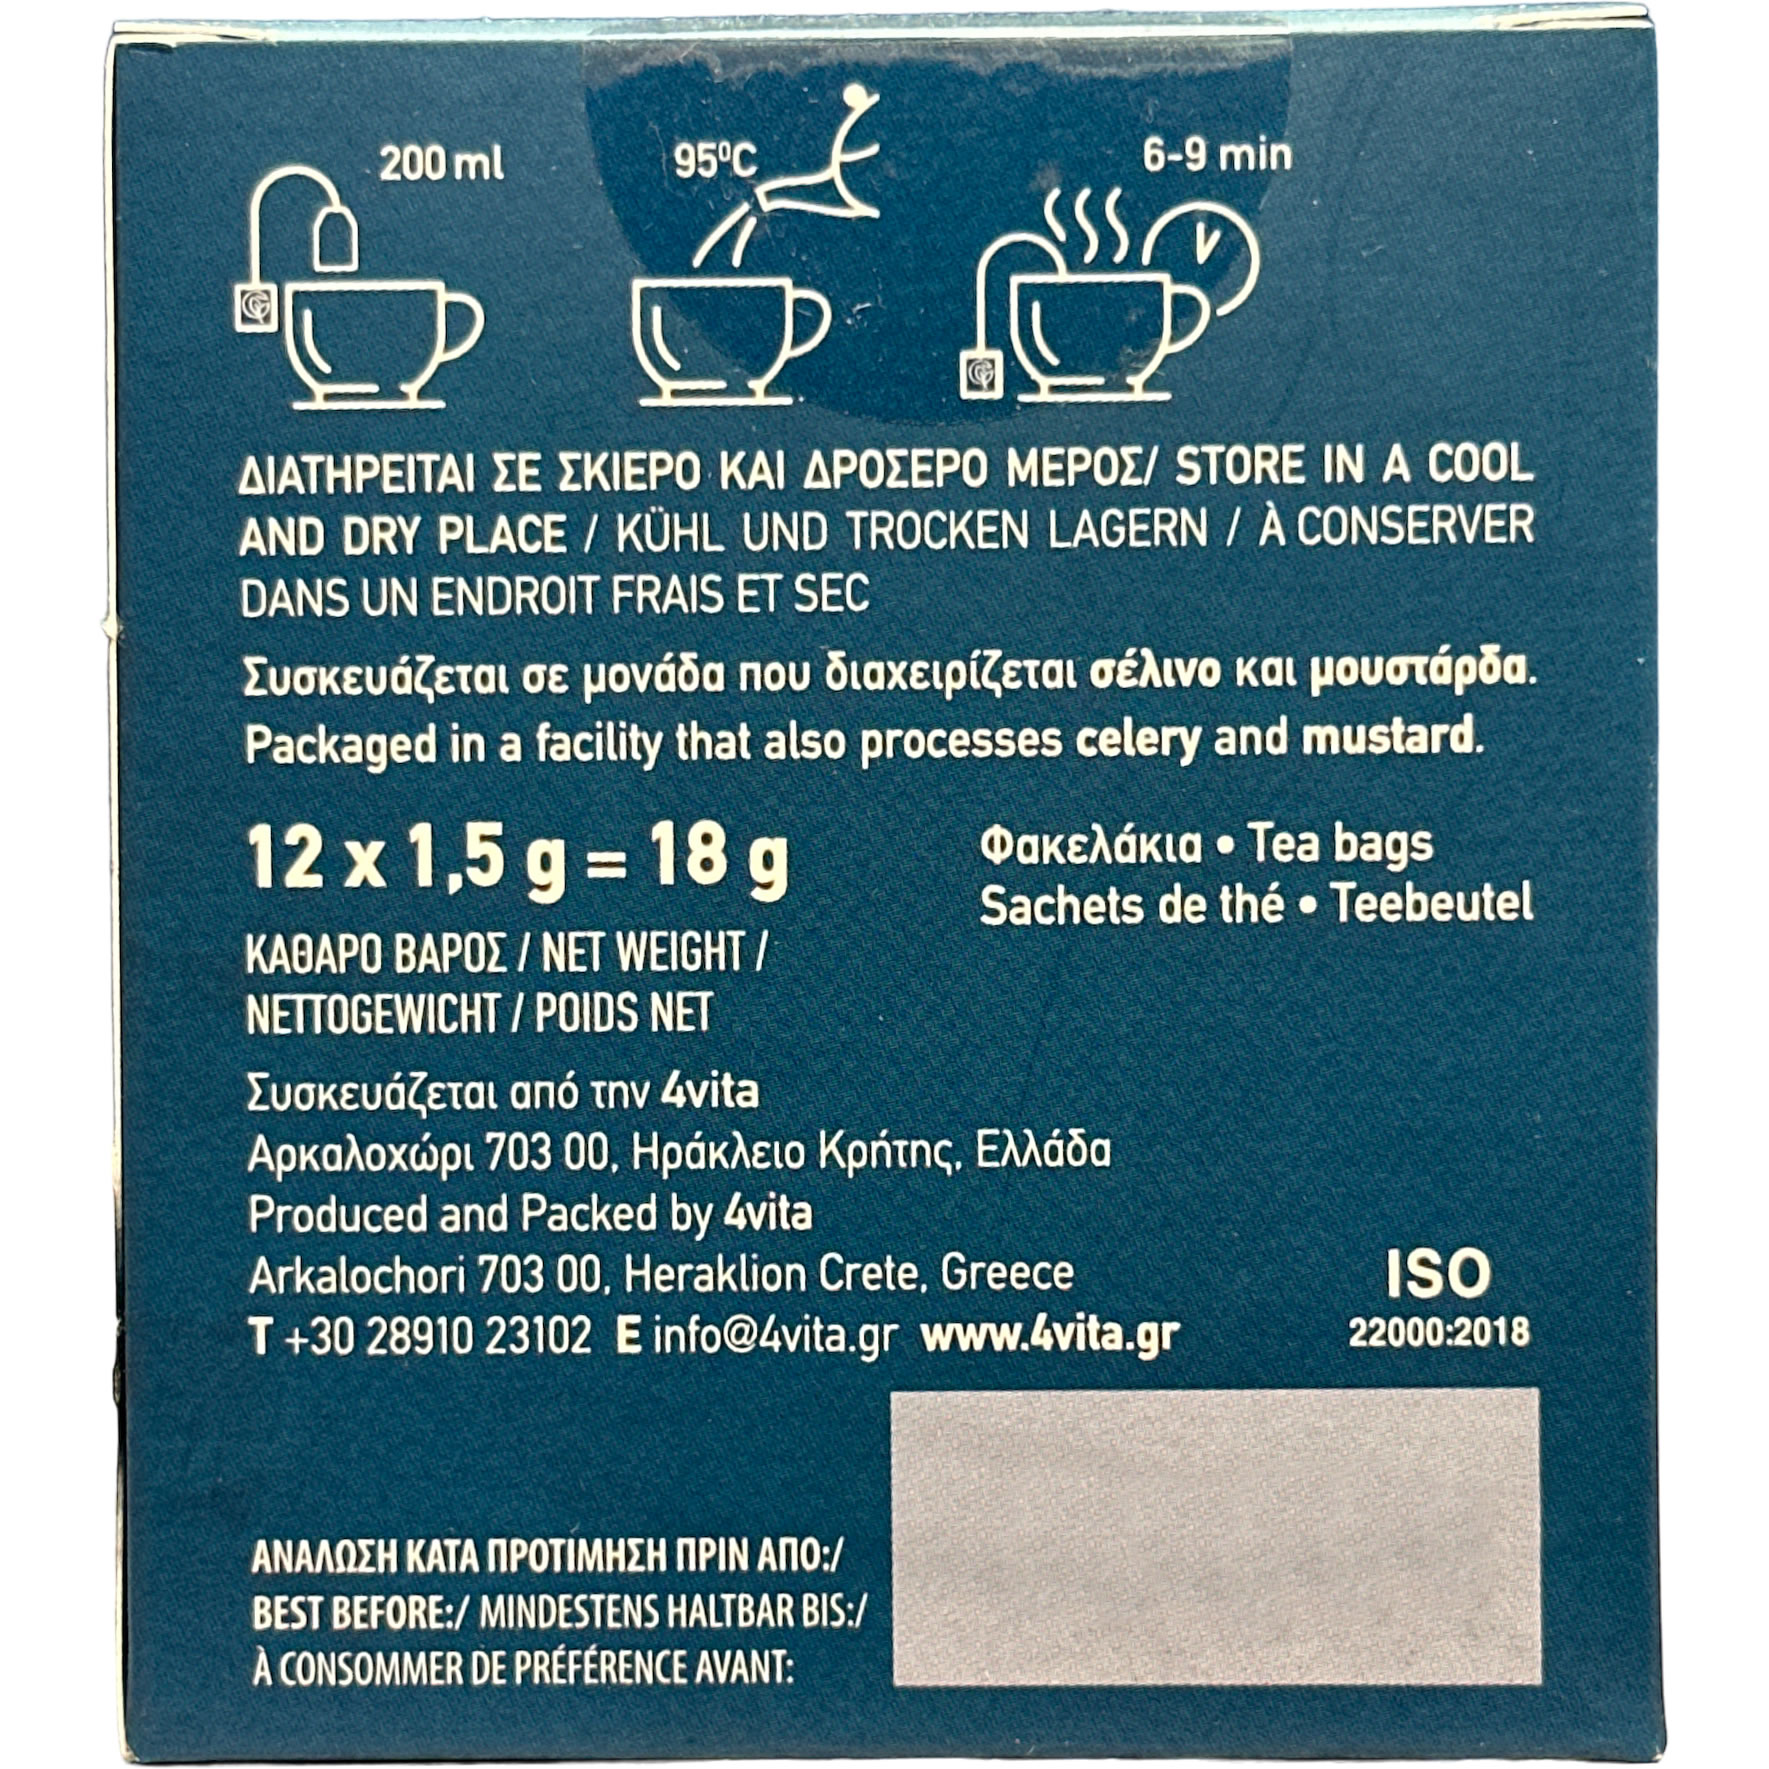 200 ml
95ºC
6-9 min
ΔΙΑΤΗΡΕΙΤΑΙ ΣΕ ΣΚΙΕΡΟ ΚΑΙ ΔΡΟΣΕΡΟ ΜΕΡΟΣ/ STORE IN A COOL
AND DRY PLACE / KÜHL UND TROCKEN LAGERN / À CONSERVER
DANS UN ENDROIT FRAIS ET SEC
Συσκευάζεται σε μονάδα που διαχειρίζεται σέλινο και μουστάρδα.
Packaged in a facility that also processes celery and mustard.
12 x 1,5 g = 18 g
Φακελάκια • Tea bags
Sachets de thé • Teebeutel
ΚΑΘΑΡΟ ΒΑΡΟΣ / NET WEIGHT /
NETTOGEWICHT / POIDS NET
Συσκευάζεται από την 4vita
Αρκαλοχώρι 703 00, Ηράκλειο Κρήτης, Ελλάδα
Produced and Packed by 4vita
Arkalochori 703 00, Heraklion Crete, Greece
T +30 28910 23102 E info@4vita.gr www.4vita.gr
ISO
22000:2018
ΑΝΑΛΩΣΗ ΚΑΤΑ ΠΡΟΤΙΜΗΣΗ ΠΡΙΝ ΑΠΟ:/
BEST BEFORE:/ MINDESTENS HALTBAR BIS:/
À CONSOMMER DE PRÉFÉRENCE AVANT: